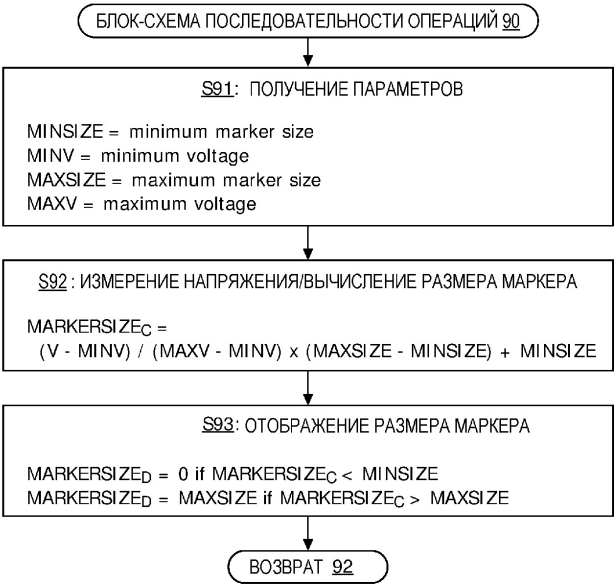 БЛОК-СХЕМА ПОСЛЕДОВАТЕЛЬНОСТИ ОПЕРАЦИЙ 90
S91: ПОЛУЧЕНИЕ ПАРАМЕТРОВ
MINSIZE = minimum marker size
MINV = minimum voltage
MAXSIZE = maximum marker size
MAXV = maximum voltage
S92: ИЗМЕРЕНИЕ НАПРЯЖЕНИЯ/ВЫЧИСЛЕНИЕ РАЗМЕРА МАРКЕРА
MARKERSIZEC =
(V - MINV) / (MAXV - MINV) x (MAXSIZE - MINSIZE) + MINSIZE
S93: ОТОБРАЖЕНИЕ РАЗМЕРА МАРКЕРА
MARKERSIZED = 0 if MARKERSIZEC < MINSIZE
MARKERSIZED = MAXSIZE if MARKERSIZEC > MAXSIZE
ВОЗВРАТ 92